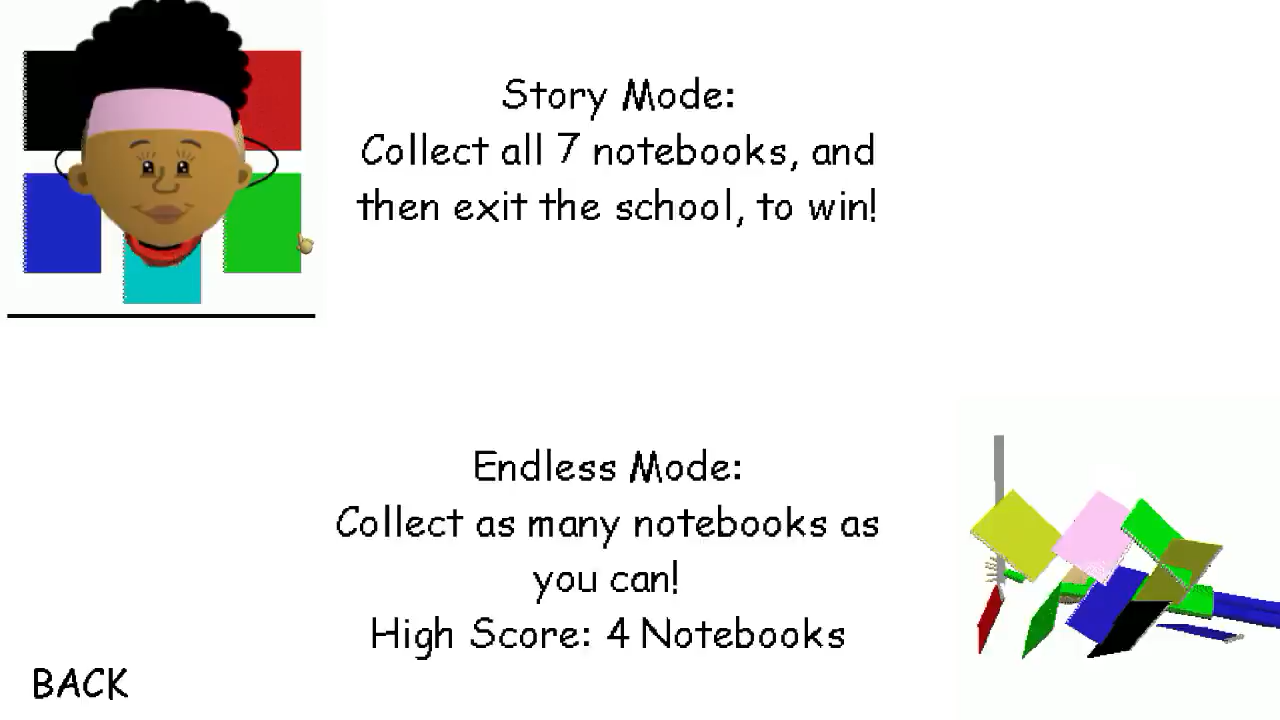 Story Mode:
Collect all 7 notebooks, and
then exit the school, to win!
Endless Mode:
Collect as many notebooks as
you can!
High Score: 4 Notebooks
BACK